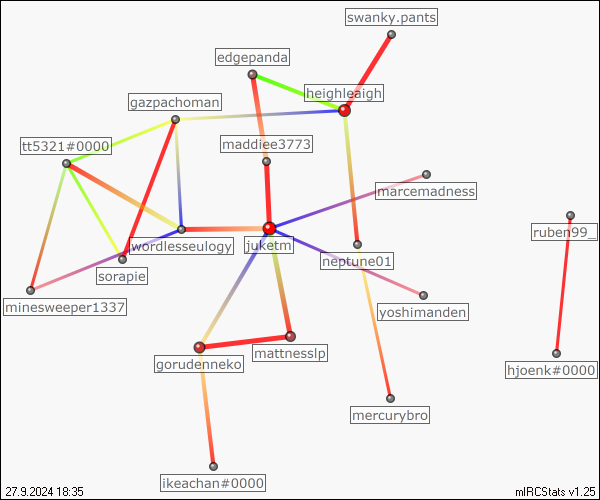 swanky.pants
edgepanda
heighleaigh
gazpachoman
tt5321#0000
maddiee3773
marcemadness
ruben99_
wordlesseulogy
juketm
neptune01
sorapie
minesweeper1337
yoshimanden
mattnesslp
gorudenneko
hjoenk#0000
mercurybro
ikeachan#0000
27.9.2024 18:35
mIRCStats v1.25